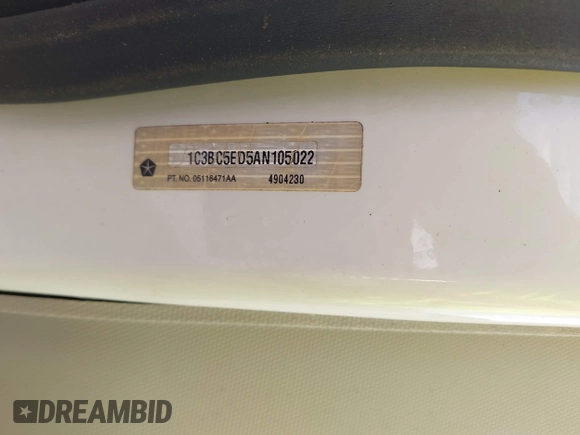 1C3BC5ED5AN105022
PT. NO. 05116471AA 4904230
DREAMBID